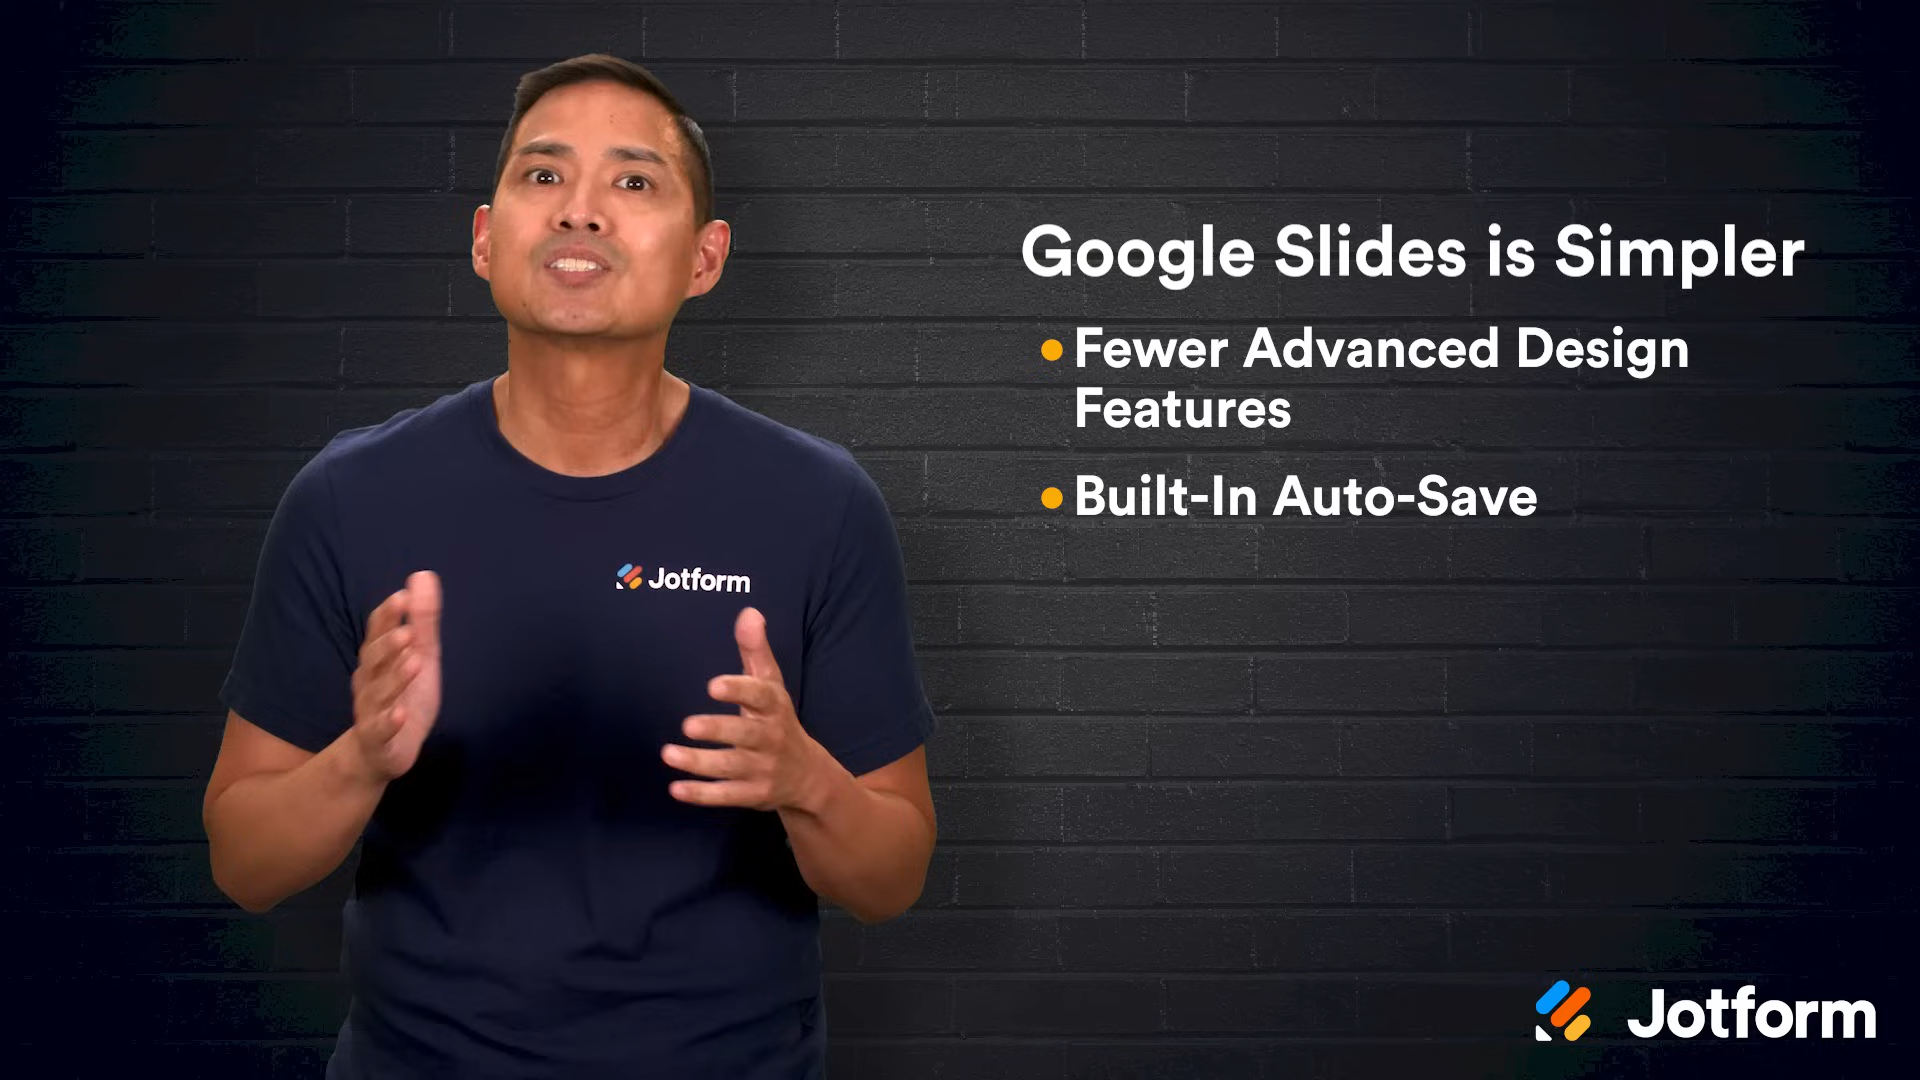 Google Slides is Simpler
Fewer Advanced Design
Features
Built-In Auto-Save
Jotform
Jotform